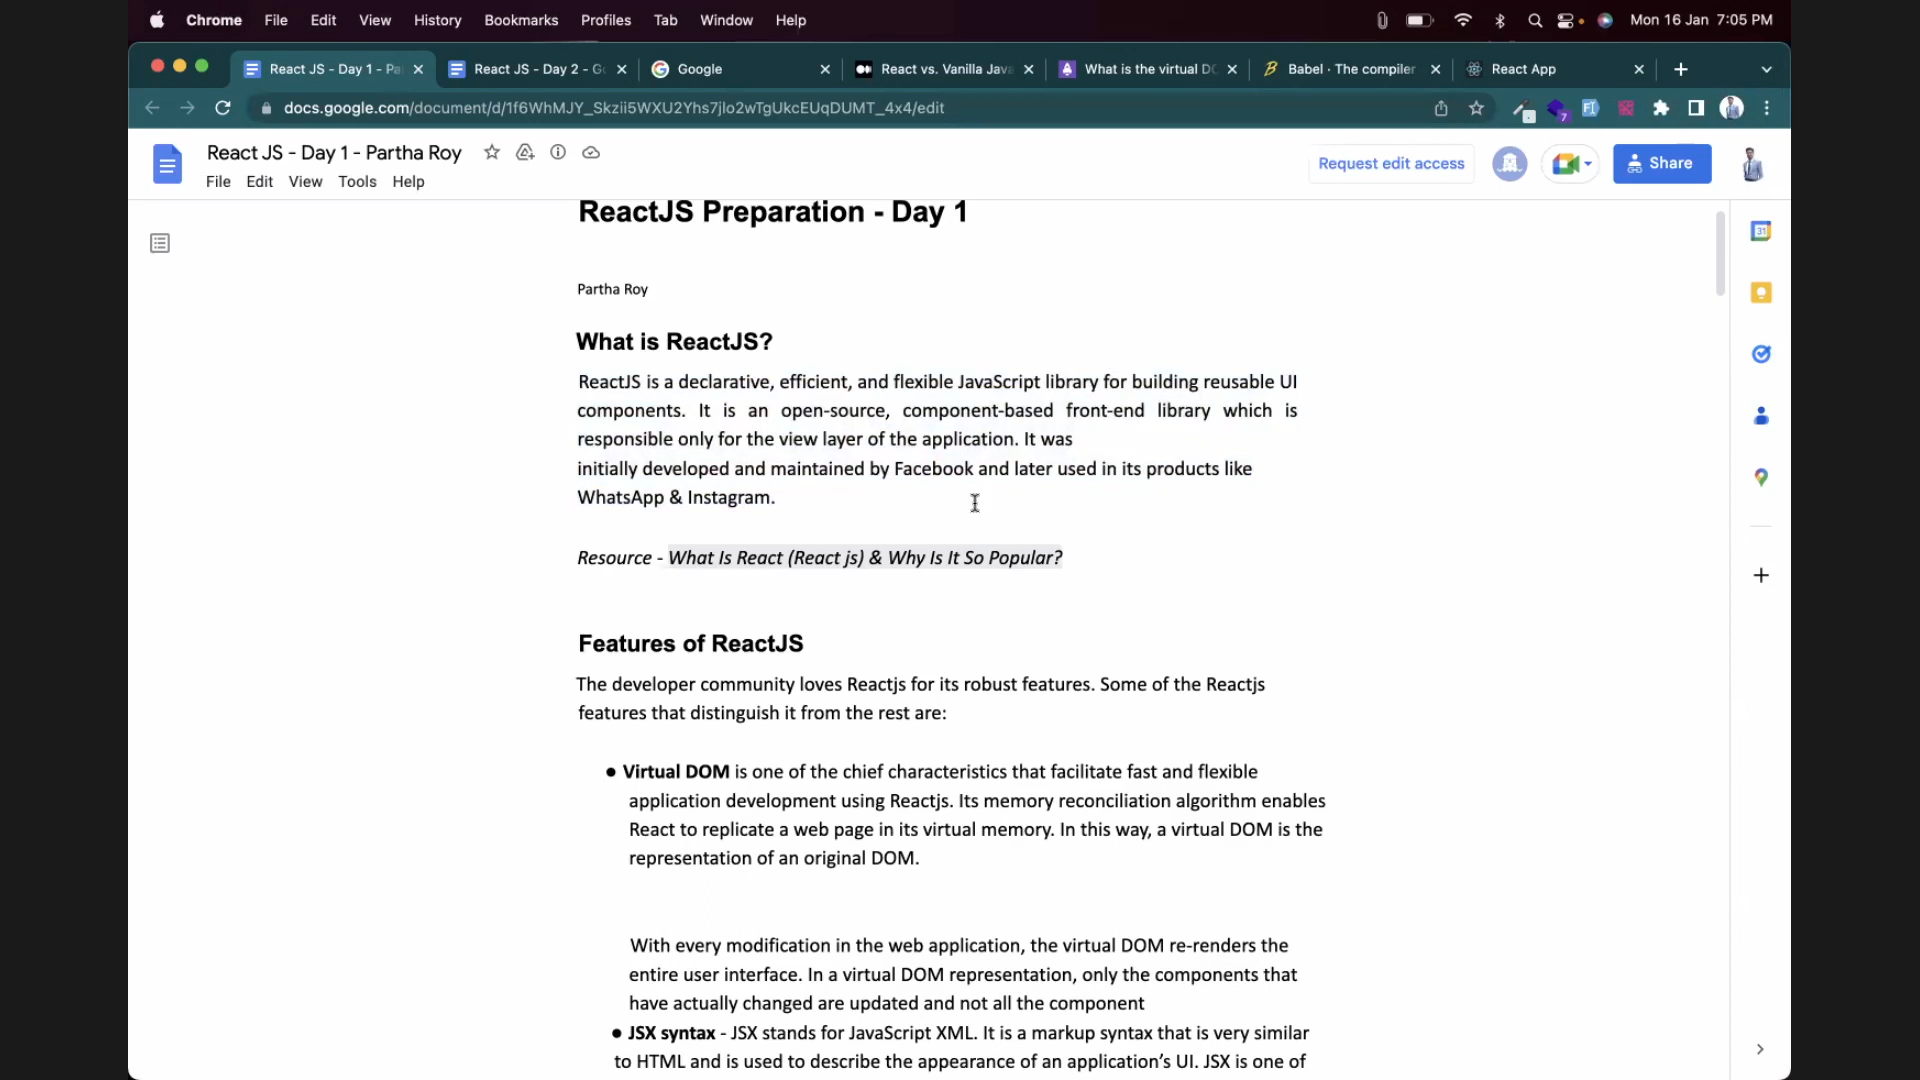 Chrome File Edit View History Bookmarks Profiles Tab Window Help Mon 16 Jan 7:05 PM
React JS - Day 1 - Pa React JS - Day 2 - Go Google React vs. Vanilla Java What is the virtual DO Babel · The compiler React App
docs.google.com/document/d/1f6WhMJY_Skzii5WXU2Yhs7jlo2wTgUkcEUqDUMT_4x4/edit
7
React JS - Day 1 - Partha Roy
Request edit access
Share
File Edit View Tools Help
31
ReactJS Preparation - Day 1
Partha Roy
What is ReactJS?
ReactJS is a declarative, efficient, and flexible JavaScript library for building reusable UI
components. It is an open-source, component-based front-end library which is
responsible only for the view layer of the application. It was
initially developed and maintained by Facebook and later used in its products like
WhatsApp & Instagram.
Resource - What Is React (React js) & Why Is It So Popular?
Features of ReactJS
The developer community loves Reactjs for its robust features. Some of the Reactjs
features that distinguish it from the rest are:
● Virtual DOM is one of the chief characteristics that facilitate fast and flexible
application development using Reactjs. Its memory reconciliation algorithm enables
React to replicate a web page in its virtual memory. In this way, a virtual DOM is the
representation of an original DOM.
With every modification in the web application, the virtual DOM re-renders the
entire user interface. In a virtual DOM representation, only the components that
have actually changed are updated and not all the component
● JSX syntax - JSX stands for JavaScript XML. It is a markup syntax that is very similar
to HTML and is used to describe the appearance of an application's UI. JSX is one of